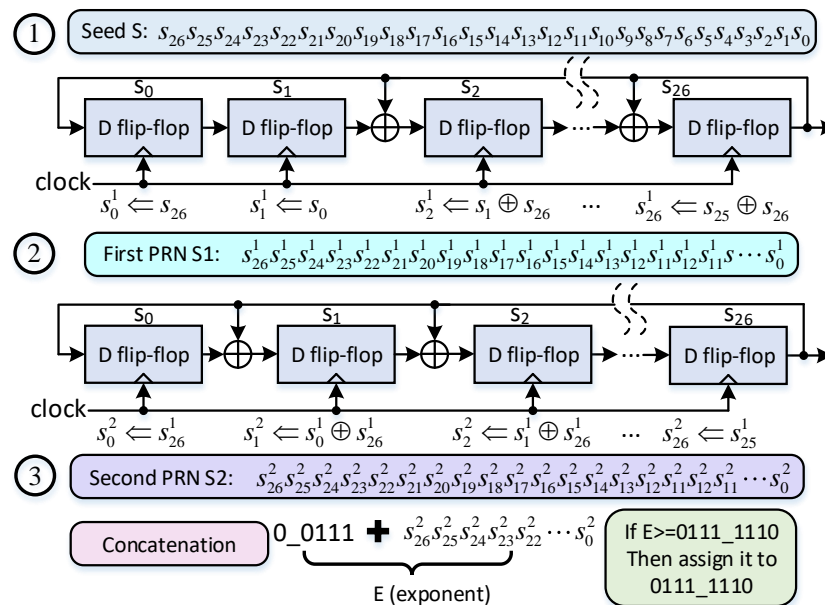 1 Seed S: s₂₆s₂₅s₂₄s₂₃s₂₂s₂₁s₂₀s₁₉s₁₈s₁₇s₁₆s₁₅s₁₄s₁₃s₁₂s₁₁s₁₀s₉s₈s₇s₆s₅s₄s₃s₂s₁s₀
S₀ S₁ S₂ S₂₆
D flip-flop D flip-flop D flip-flop ... D flip-flop
clock
s₀¹ ⇐ s₂₆ s₁¹ ⇐ s₀ s₂¹ ⇐ s₁ ⊕ s₂₆ ... s₂₆¹ ⇐ s₂₅ ⊕ s₂₆
2 First PRN S1: s₂₆¹s₂₅¹s₂₄¹s₂₃¹s₂₂¹s₂₁¹s₂₀¹s₁₉¹s₁₈¹s₁₇¹s₁₆¹s₁₅¹s₁₄¹s₁₃¹s₁₂¹s₁₁¹s₁₂¹s₁₁¹s⋯s₀¹
S₀ S₁ S₂ S₂₆
D flip-flop D flip-flop D flip-flop ... D flip-flop
clock
s₀² ⇐ s₂₆¹ s₁² ⇐ s₀¹ ⊕ s₂₆¹ s₂² ⇐ s₁¹ ⊕ s₂₆¹ ... s₂₆² ⇐ s₂₅¹
3 Second PRN S2: s₂₆²s₂₅²s₂₄²s₂₃²s₂₂²s₂₁²s₂₀²s₁₉²s₁₈²s₁₇²s₁₆²s₁₅²s₁₄²s₁₃²s₁₂²s₁₁²s₁₂²s₁₁²⋯s₀²
Concatenation 0_0111 + s₂₆²s₂₅²s₂₄²s₂₃²s₂₂²⋯s₀²
E (exponent)
If E>=0111_1110
Then assign it to
0111_1110